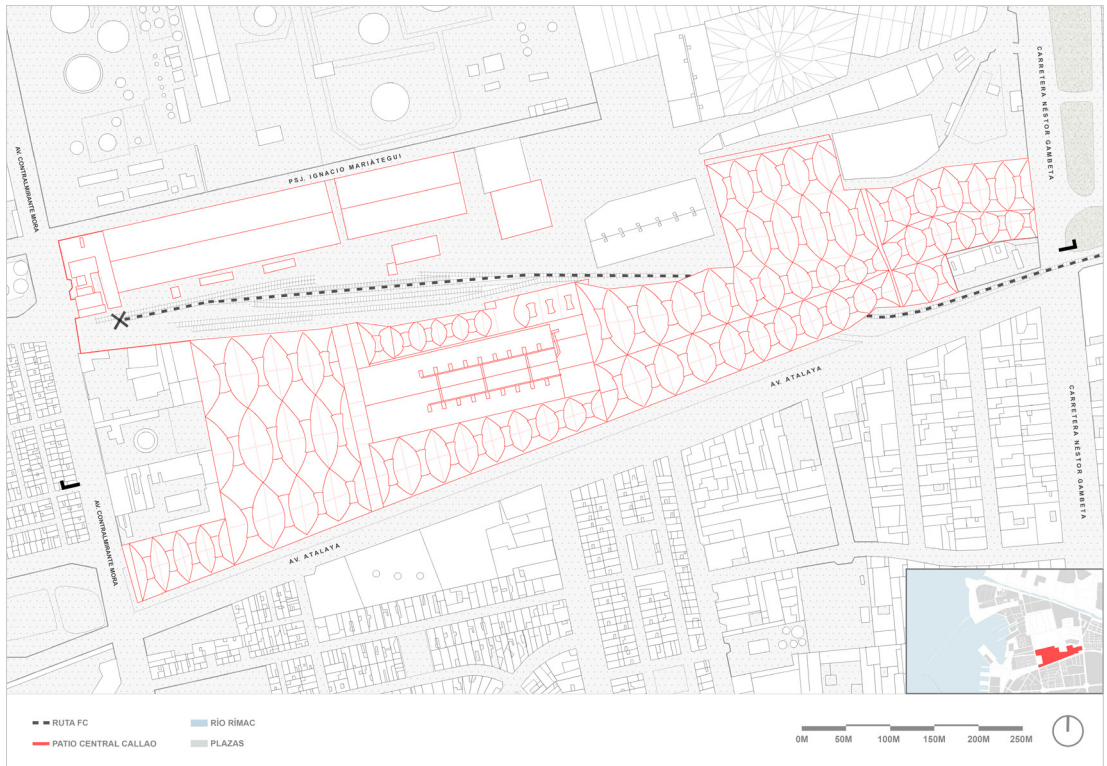 CARRETERA NÉSTOR GAMBETA
AV. CONTRALMIRANTE MORA
PSJ. IGNACIO MARIÁTEGUI
AV. ATALAYA
CARRETERA NÉSTOR GAMBETA
AV. CONTRALMIRANTE MORA
AV. ATALAYA
RUTA FC
RÍO RÍMAC
PATIO CENTRAL CALLAO
PLAZAS
0M 50M 100M 150M 200M 250M